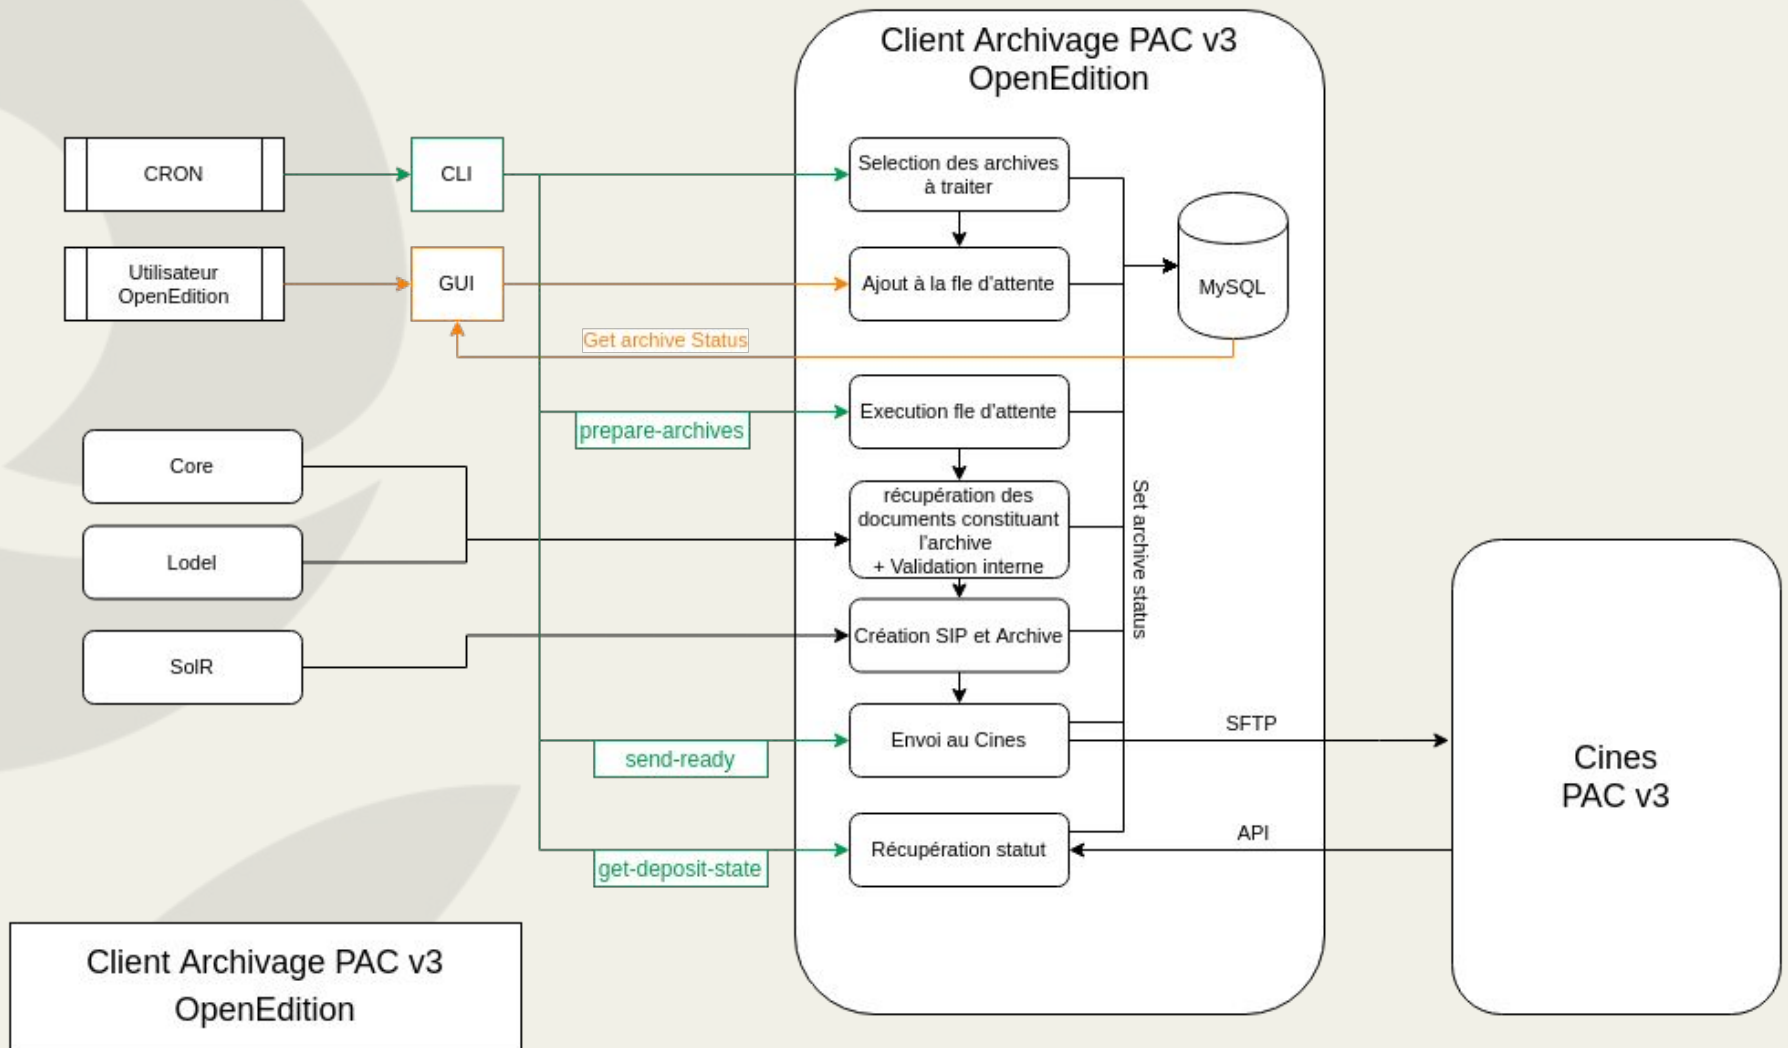 Client Archivage PAC v3
OpenEdition
CRON
CLI
Selection des archives
à traiter
Utilisateur
OpenEdition
GUI
Ajout à la fle d'attente
MySQL
Get archive Status
Execution fle d'attente
prepare-archives
Core
récupération des
documents constituant
l'archive
+ Validation interne
Set archive status
Lodel
Création SIP et Archive
SolR
Envoi au Cines
SFTP
send-ready
Cines
PAC v3
Récupération statut
API
get-deposit-state
Client Archivage PAC v3
OpenEdition